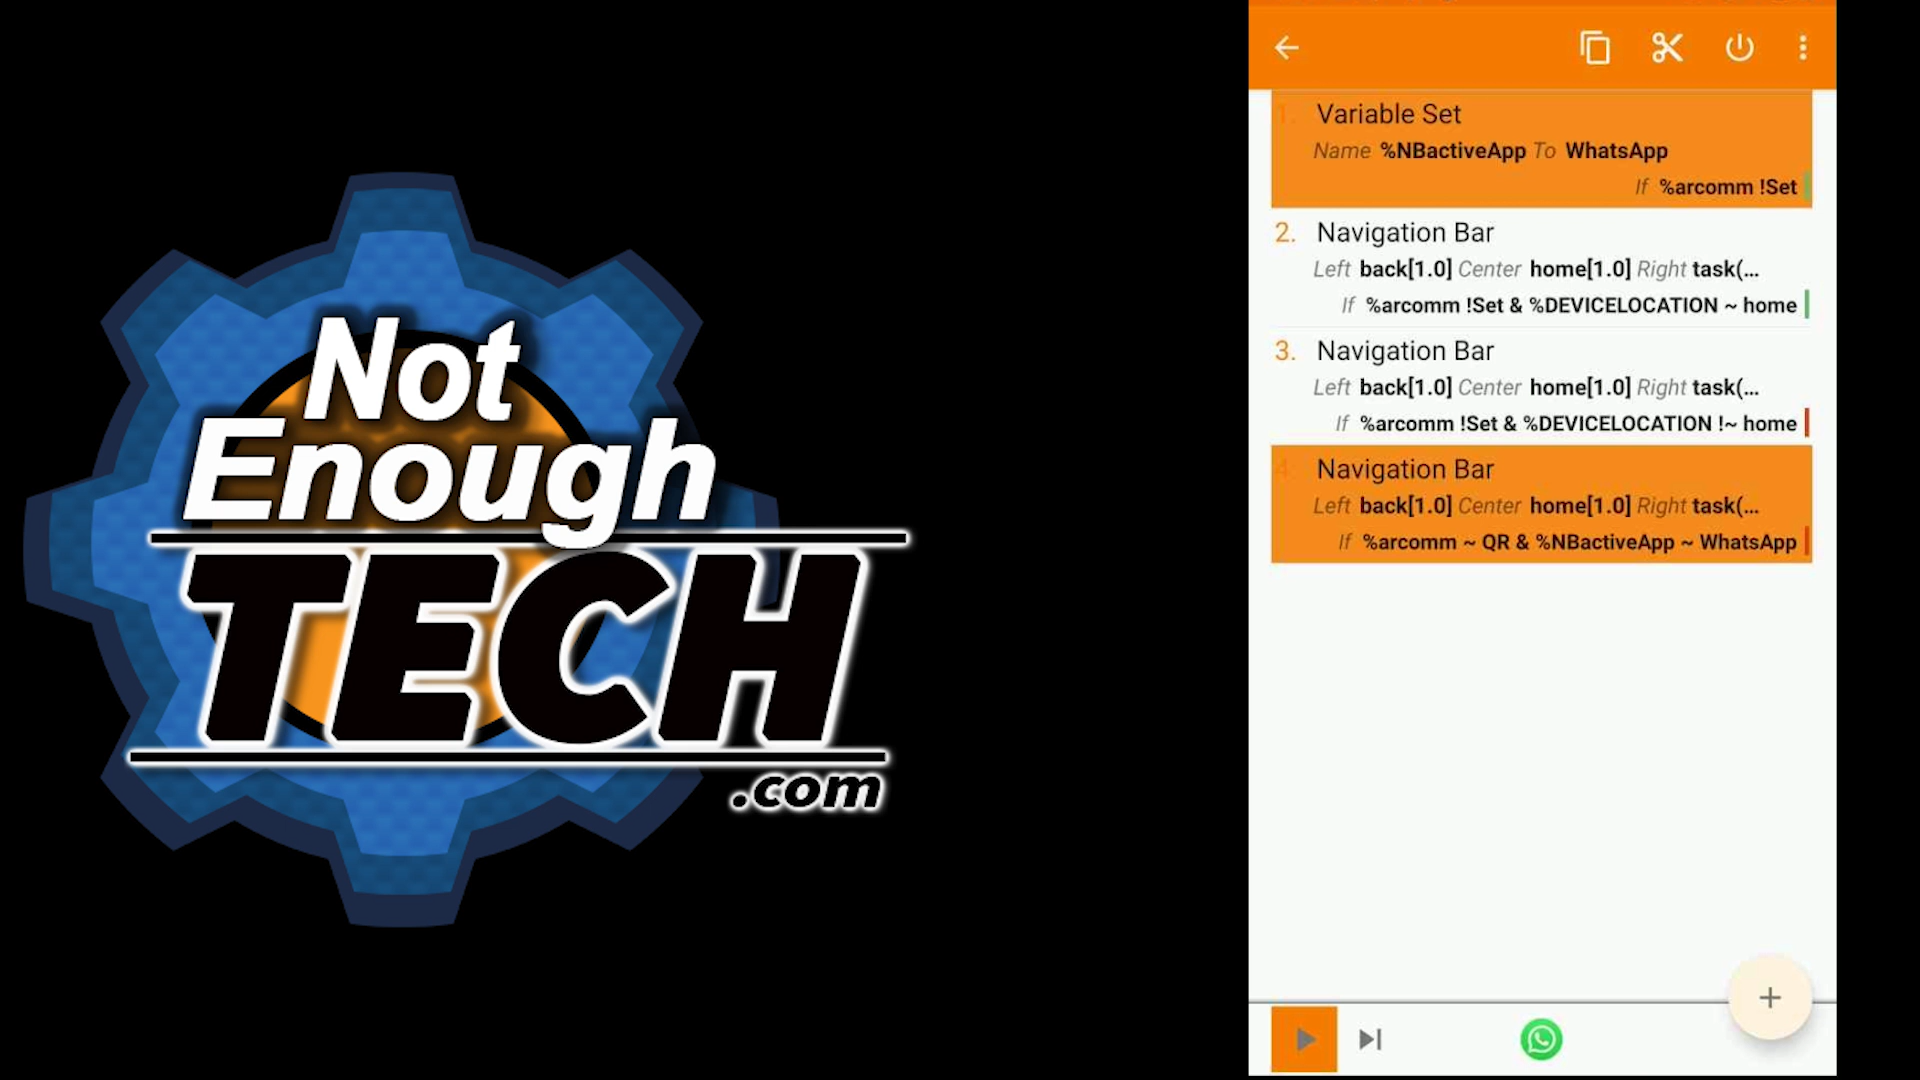 Not
Enough
TECH
.com
1. Variable Set
Name %NBactiveApp To WhatsApp
If %arcomm !Set
2. Navigation Bar
Left back[1.0] Center home[1.0] Right task(...
If %arcomm !Set & %DEVICELOCATION ~ home
3. Navigation Bar
Left back[1.0] Center home[1.0] Right task(...
If %arcomm !Set & %DEVICELOCATION !~ home
4. Navigation Bar
Left back[1.0] Center home[1.0] Right task(...
If %arcomm ~ QR & %NBactiveApp ~ WhatsApp